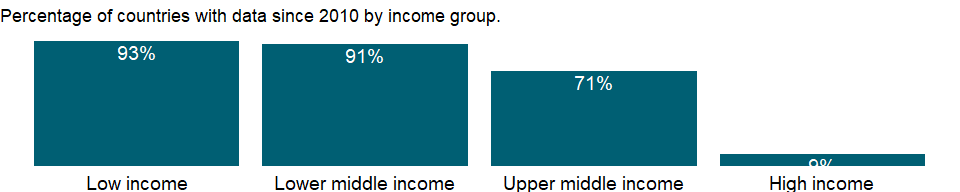 Percentage of countries with data since 2010 by income group.
93%
91%
71%
9%
Low income
Lower middle income
Upper middle income
High income